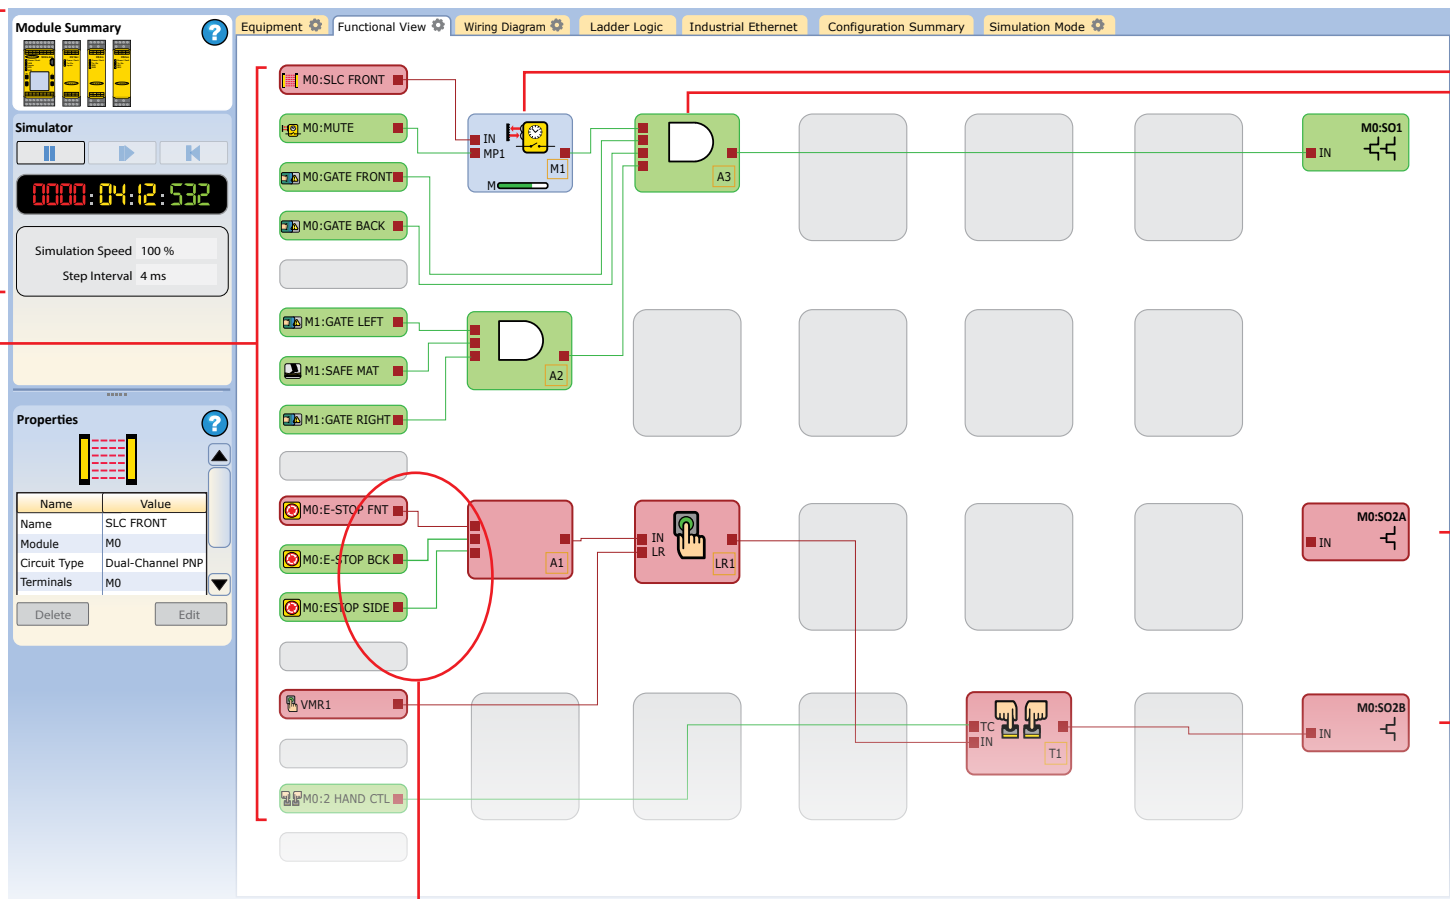 Module Summary
?
Simulator
0000:04:12:532
Simulation Speed 100 %
Step Interval 4 ms
Properties
?
Name Value
Name SLC FRONT
Module M0
Circuit Type Dual-Channel PNP
Terminals M0
Delete Edit
Equipment Functional View Wiring Diagram Ladder Logic Industrial Ethernet Configuration Summary Simulation Mode
M0:SLC FRONT
M0:MUTE
M0:GATE FRONT
M0:GATE BACK
M1:GATE LEFT
M1:SAFE MAT
M1:GATE RIGHT
M0:E-STOP FNT
M0:E-STOP BCK
M0:ESTOP SIDE
VMR1
M0:2 HAND CTL
IN
MP1
M1
M
A3
A2
A1
IN
LR
LR1
TC
IN
T1
M0:SO1
IN
M0:SO2A
IN
M0:SO2B
IN